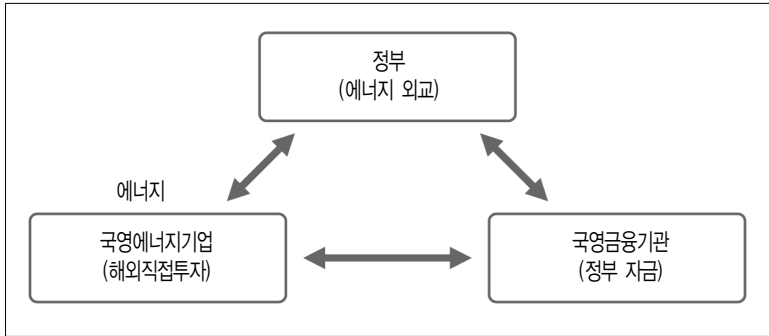 정부
(에너지 외교)
에너지
국영에너지기업
(해외직접투자)
국영금융기관
(정부 자금)